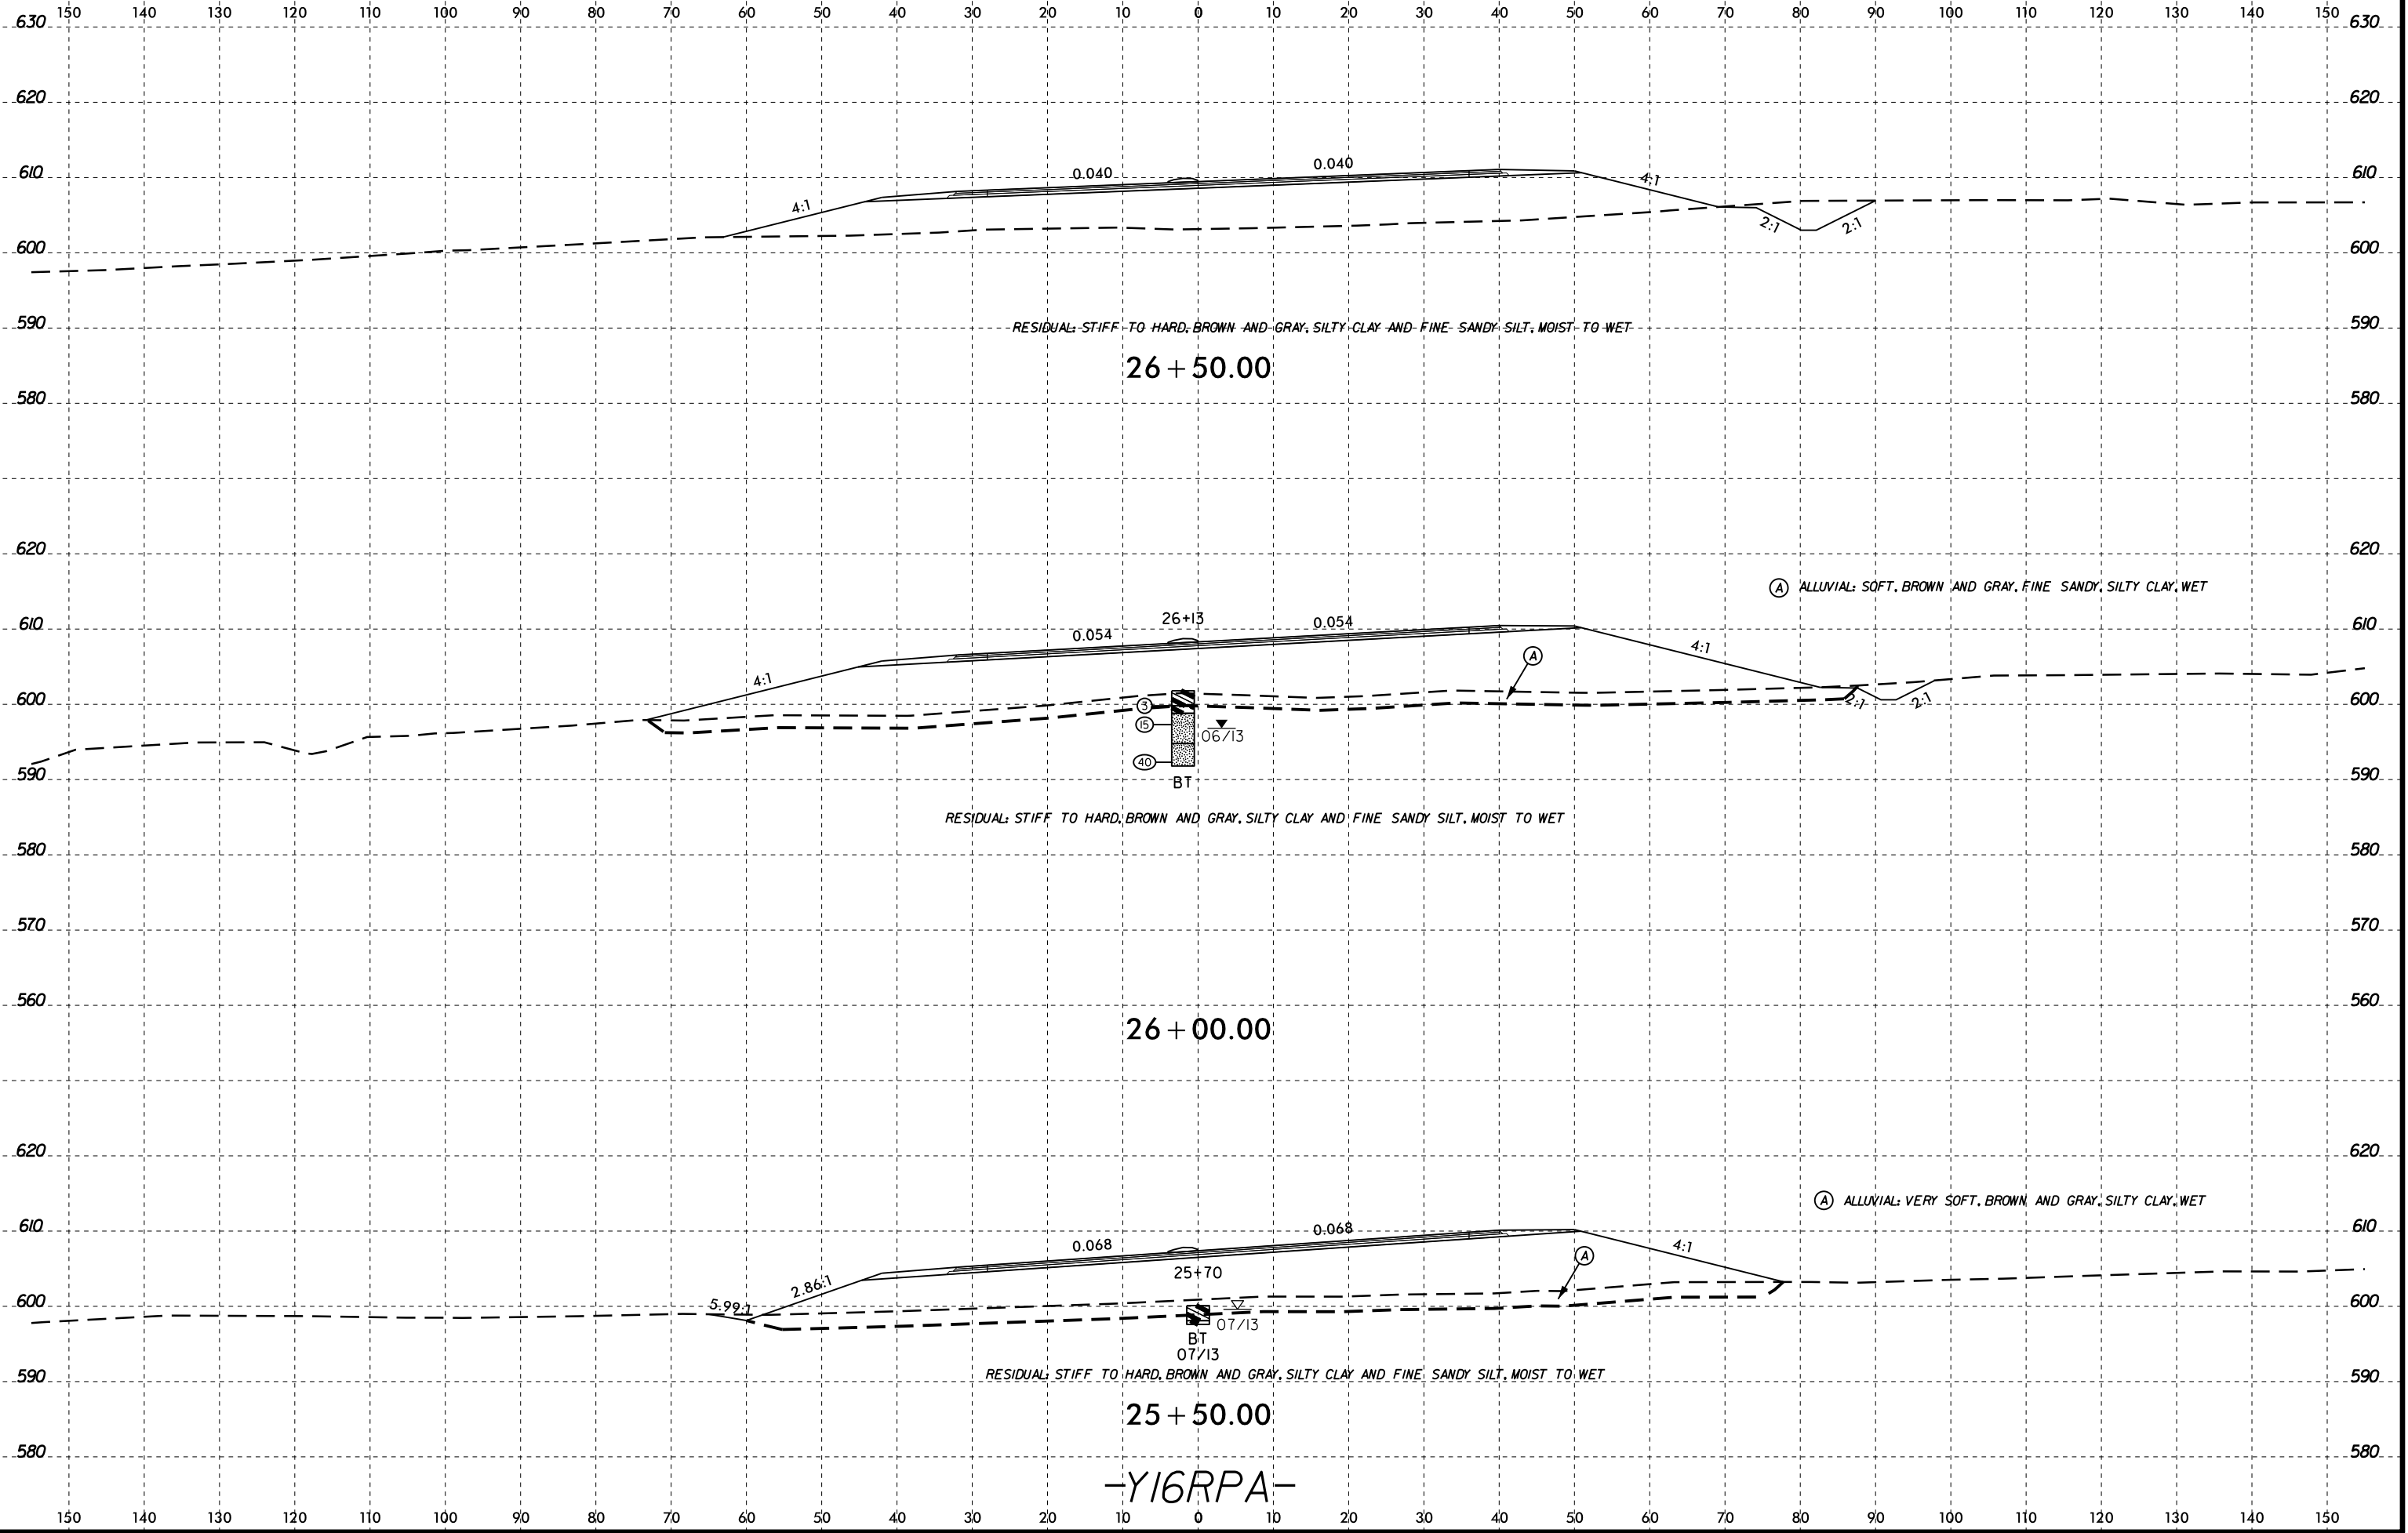 150 140 130 120 110 100 90 80 70 60 50 40 30 20 10 0 10 20 30 40 50 60 70 80 90 100 110 120 130 140 150
630 630
620 620
610 0.040 0.040 4:1 610
4:1
600 2:1 2:1 600
590 RESIDUAL: STIFF TO HARD, BROWN AND GRAY, SILTY CLAY AND FINE SANDY SILT, MOIST TO WET 590
26+50.00
580 580
620 620
A ALLUVIAL: SOFT, BROWN AND GRAY, FINE SANDY, SILTY CLAY, WET
26+13
610 0.054 0.054 610
4:1 A 4:1
600 3 2:1 2:1 600
15 06/13
40
590 BT 590
RESIDUAL: STIFF TO HARD, BROWN AND GRAY, SILTY CLAY AND FINE SANDY SILT, MOIST TO WET
580 580
570 570
560 560
26+00.00
620 620
A ALLUVIAL: VERY SOFT, BROWN AND GRAY, SILTY CLAY, WET
610 0.068 0.068 610
4:1
A
25+70
2.86:1
600 5.99:1 600
07/13
BT
07/13
590 RESIDUAL: STIFF TO HARD, BROWN AND GRAY, SILTY CLAY AND FINE SANDY SILT, MOIST TO WET 590
25+50.00
580 580
-Y16RPA-
150 140 130 120 110 100 90 80 70 60 50 40 30 20 10 0 10 20 30 40 50 60 70 80 90 100 110 120 130 140 150